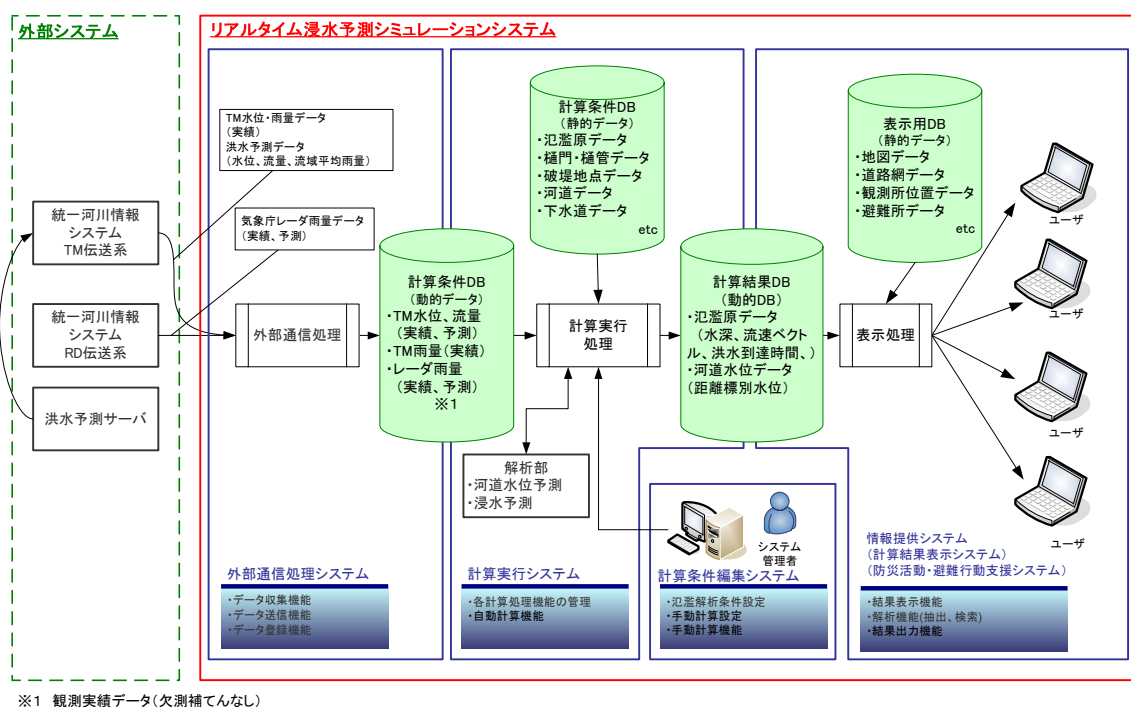 外部システム
リアルタイム浸水予測シミュレーションシステム
TM水位・雨量データ
(実績)
洪水予測データ
(水位、流量、流域平均雨量)
気象庁レーダ雨量データ
(実績、予測)
統一河川情報
システム
TM伝送系
統一河川情報
システム
RD伝送系
洪水予測サーバ
外部通信処理
計算条件DB
(動的データ)
・TM水位、流量
(実績、予測)
・TM雨量(実績)
・レーダ雨量
(実績、予測)
※1
計算条件DB
(静的データ)
・氾濫原データ
・樋門・樋管データ
・破堤地点データ
・河道データ
・下水道データ
etc
計算実行
処理
解析部
・河道水位予測
・浸水予測
計算結果DB
(動的DB)
・氾濫原データ
(水深、流速ベクト
ル、洪水到達時間、)
・河道水位データ
(距離標別水位)
表示用DB
(静的データ)
・地図データ
・道路網データ
・観測所位置データ
・避難所データ
etc
表示処理
ユーザ
ユーザ
ユーザ
ユーザ
システム
管理者
外部通信処理システム
・データ収集機能
・データ送信機能
・データ登録機能
計算実行システム
・各計算処理機能の管理
・自動計算機能
計算条件編集システム
・氾濫解析条件設定
・手動計算設定
・手動計算機能
情報提供システム
(計算結果表示システム)
(防災活動・避難行動支援システム)
・結果表示機能
・解析機能(抽出、検索)
・結果出力機能
※1 観測実績データ(欠測補てんなし)